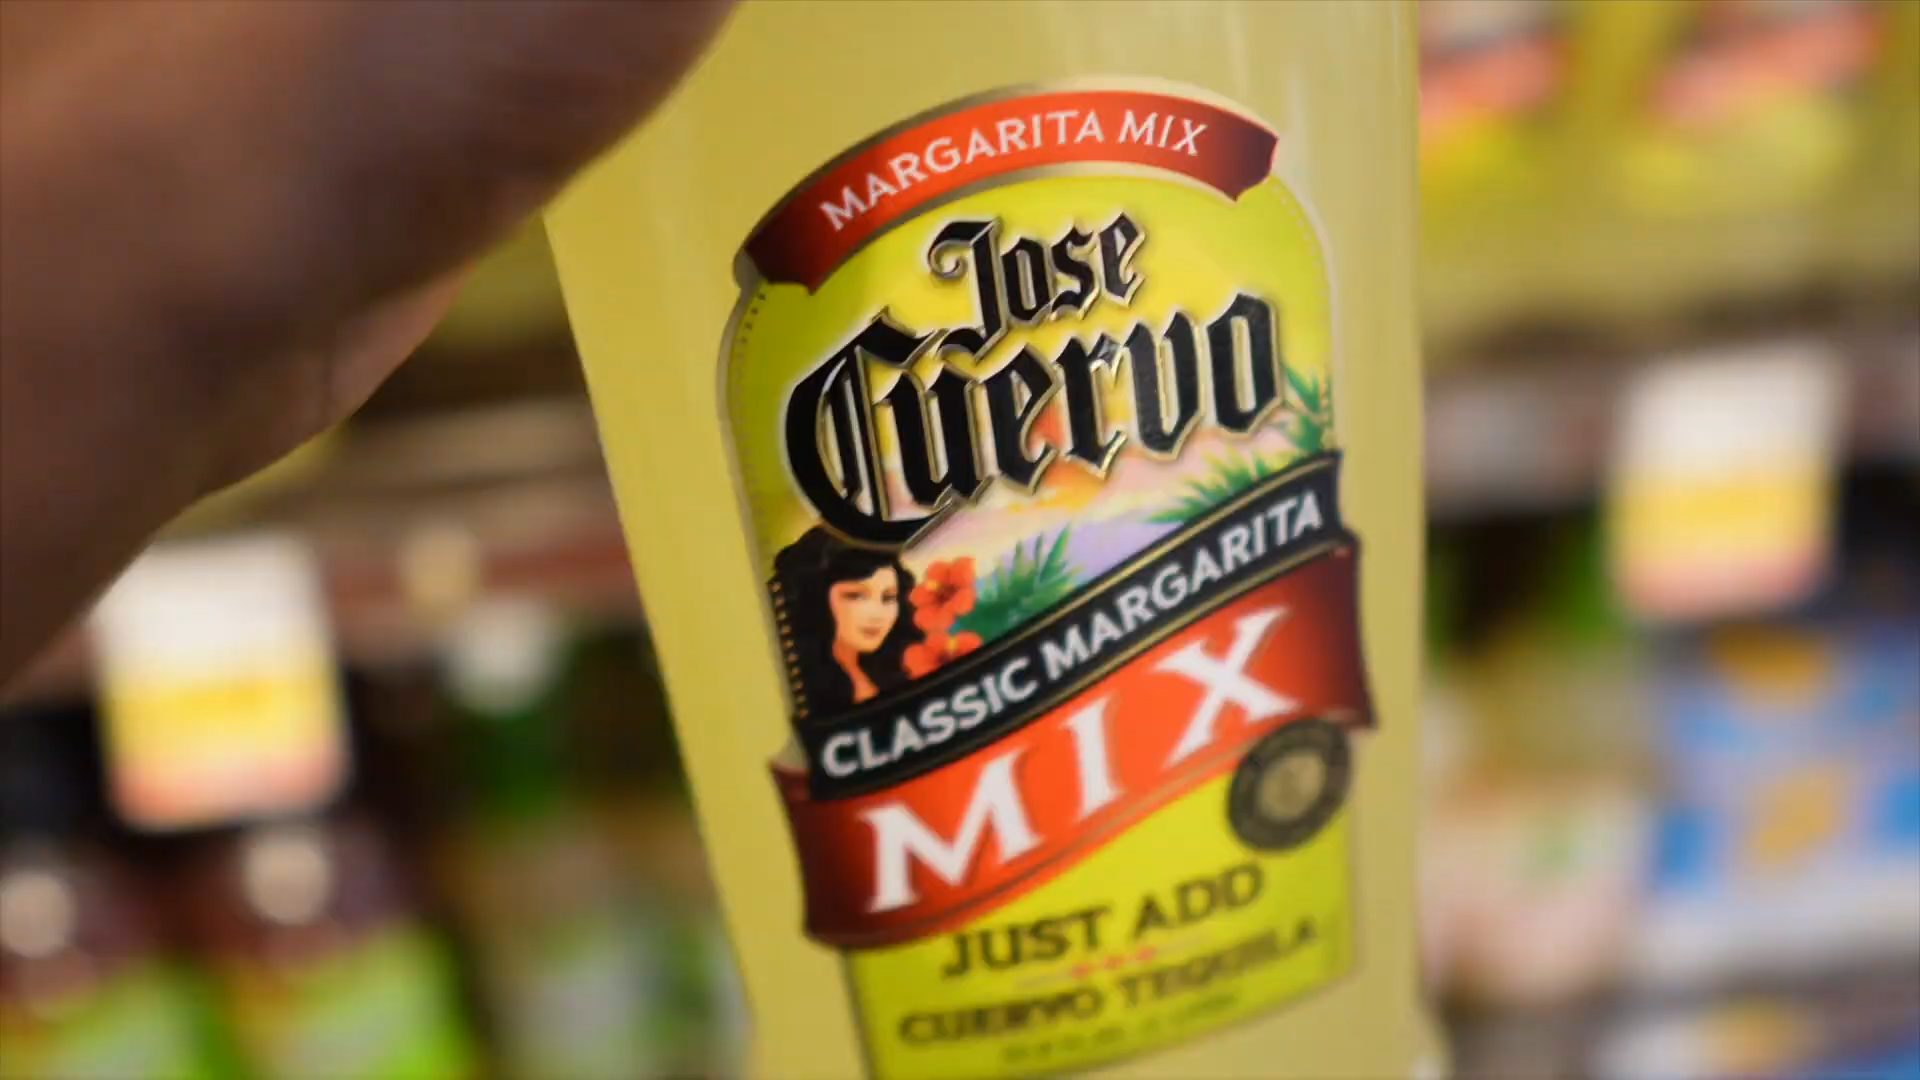 MARGARITA MIX
Jose
Cuervo
CLASSIC MARGARITA
MIX
JUST ADD
CUERVO TEQUILA